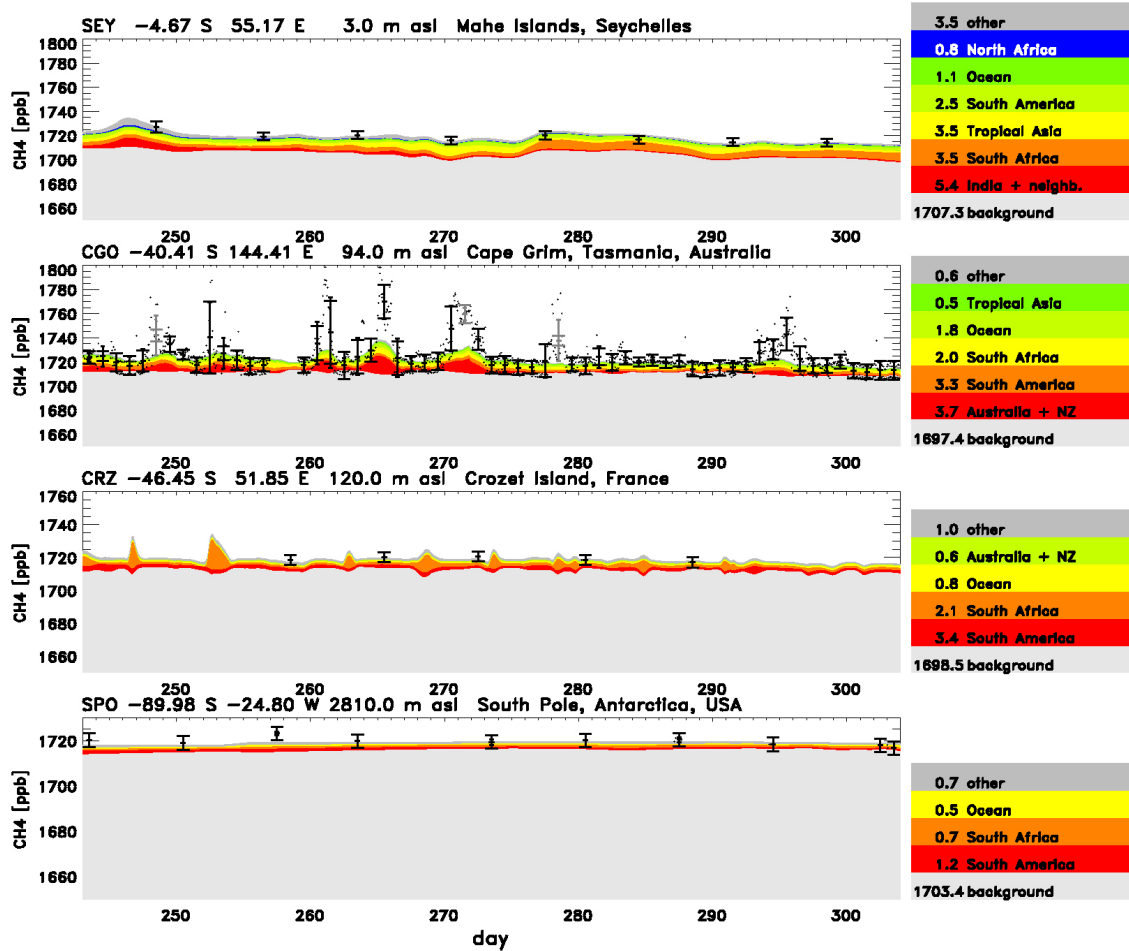 SEY -4.67 S 55.17 E 3.0 m asl Mahe Islands, Seychelles
1800
1780
1760
1740
1720
1700
1680
1660
CH4 [ppb]
250 260 270 280 290 300
3.5 other
0.8 North Africa
1.1 Ocean
2.5 South America
3.5 Tropical Asia
3.5 South Africa
5.4 India + neighb.
1707.3 background
CGO -40.41 S 144.41 E 94.0 m asl Cape Grim, Tasmania, Australia
1800
1780
1760
1740
1720
1700
1680
1660
CH4 [ppb]
250 260 270 280 290 300
0.6 other
0.5 Tropical Asia
1.8 Ocean
2.0 South Africa
3.3 South America
3.7 Australia + NZ
1697.4 background
CRZ -46.45 S 51.85 E 120.0 m asl Crozet Island, France
1760
1740
1720
1700
1680
1660
CH4 [ppb]
250 260 270 280 290 300
1.0 other
0.6 Australia + NZ
0.8 Ocean
2.1 South Africa
3.4 South America
1698.5 background
SPO -89.98 S -24.80 W 2810.0 m asl South Pole, Antarctica, USA
1720
1700
1680
1660
CH4 [ppb]
250 260 270 280 290 300
day
0.7 other
0.5 Ocean
0.7 South Africa
1.2 South America
1703.4 background